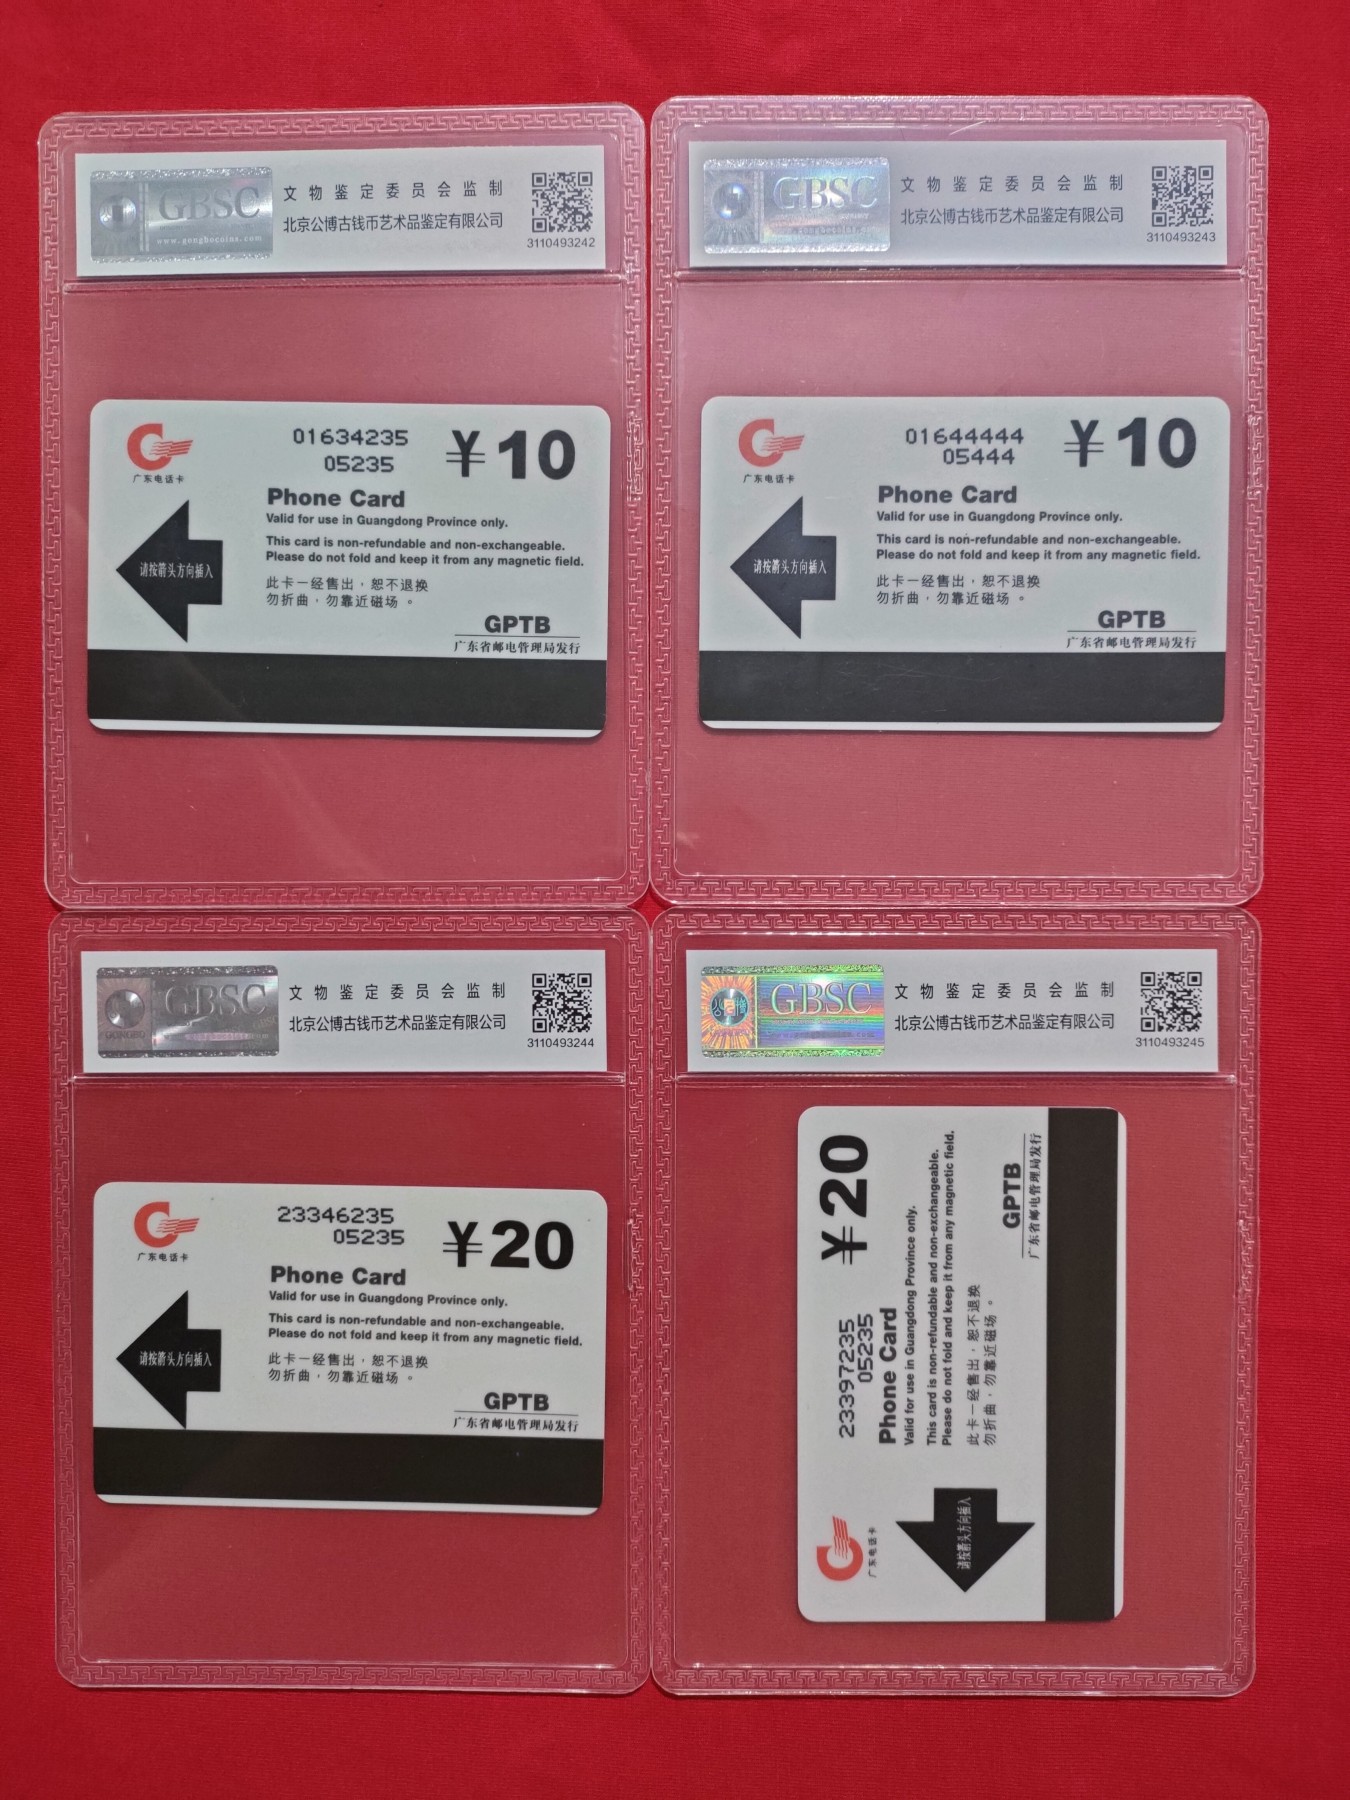 GBSC
www.gongbocoins.com
文物鉴定委员会监制
北京公博古钱币艺术品鉴定有限公司
3110493242
广东电话卡
01634235
05235
¥10
Phone Card
Valid for use in Guangdong Province only.
This card is non-refundable and non-exchangeable.
Please do not fold and keep it from any magnetic field.
请按箭头方向插入
此卡一经售出，恕不退换
勿折曲，勿靠近磁场。
GPTB
广东省邮电管理局发行
GBSC
文物鉴定委员会监制
北京公博古钱币艺术品鉴定有限公司
3110493243
广东电话卡
01644444
05444
¥10
Phone Card
Valid for use in Guangdong Province only.
This card is non-refundable and non-exchangeable.
Please do not fold and keep it from any magnetic field.
请按箭头方向插入
此卡一经售出，恕不退换
勿折曲，勿靠近磁场。
GPTB
广东省邮电管理局发行
GBSC
文物鉴定委员会监制
北京公博古钱币艺术品鉴定有限公司
3110493244
广东电话卡
23346235
05235
¥20
Phone Card
Valid for use in Guangdong Province only.
This card is non-refundable and non-exchangeable.
Please do not fold and keep it from any magnetic field.
请按箭头方向插入
此卡一经售出，恕不退换
勿折曲，勿靠近磁场。
GPTB
广东省邮电管理局发行
公博
GBSC
文物鉴定委员会监制
北京公博古钱币艺术品鉴定有限公司
3110493245
广东电话卡
23397235
05235
¥20
Phone Card
Valid for use in Guangdong Province only.
This card is non-refundable and non-exchangeable.
Please do not fold and keep it from any magnetic field.
请按箭头方向插入
此卡一经售出，恕不退换
勿折曲，勿靠近磁场。
GPTB
广东省邮电管理局发行